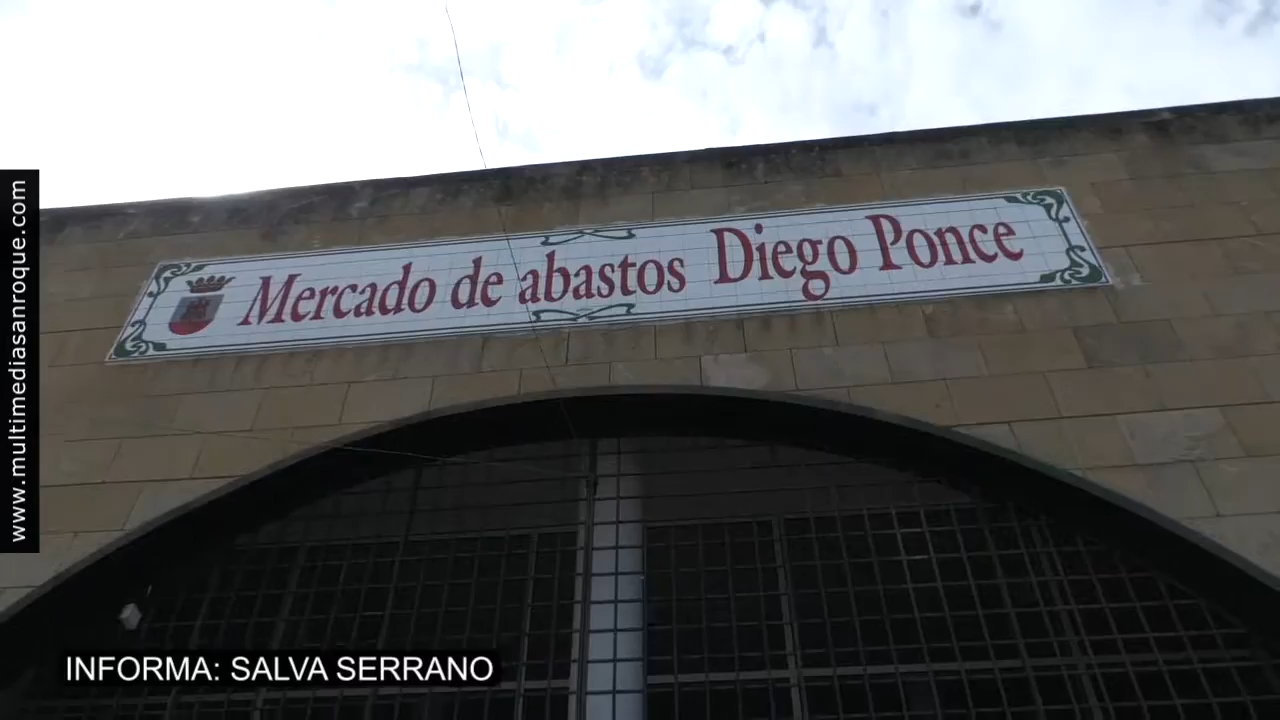 www.multimediasanroque.com
Mercado de abastos Diego Ponce
INFORMA: SALVA SERRANO